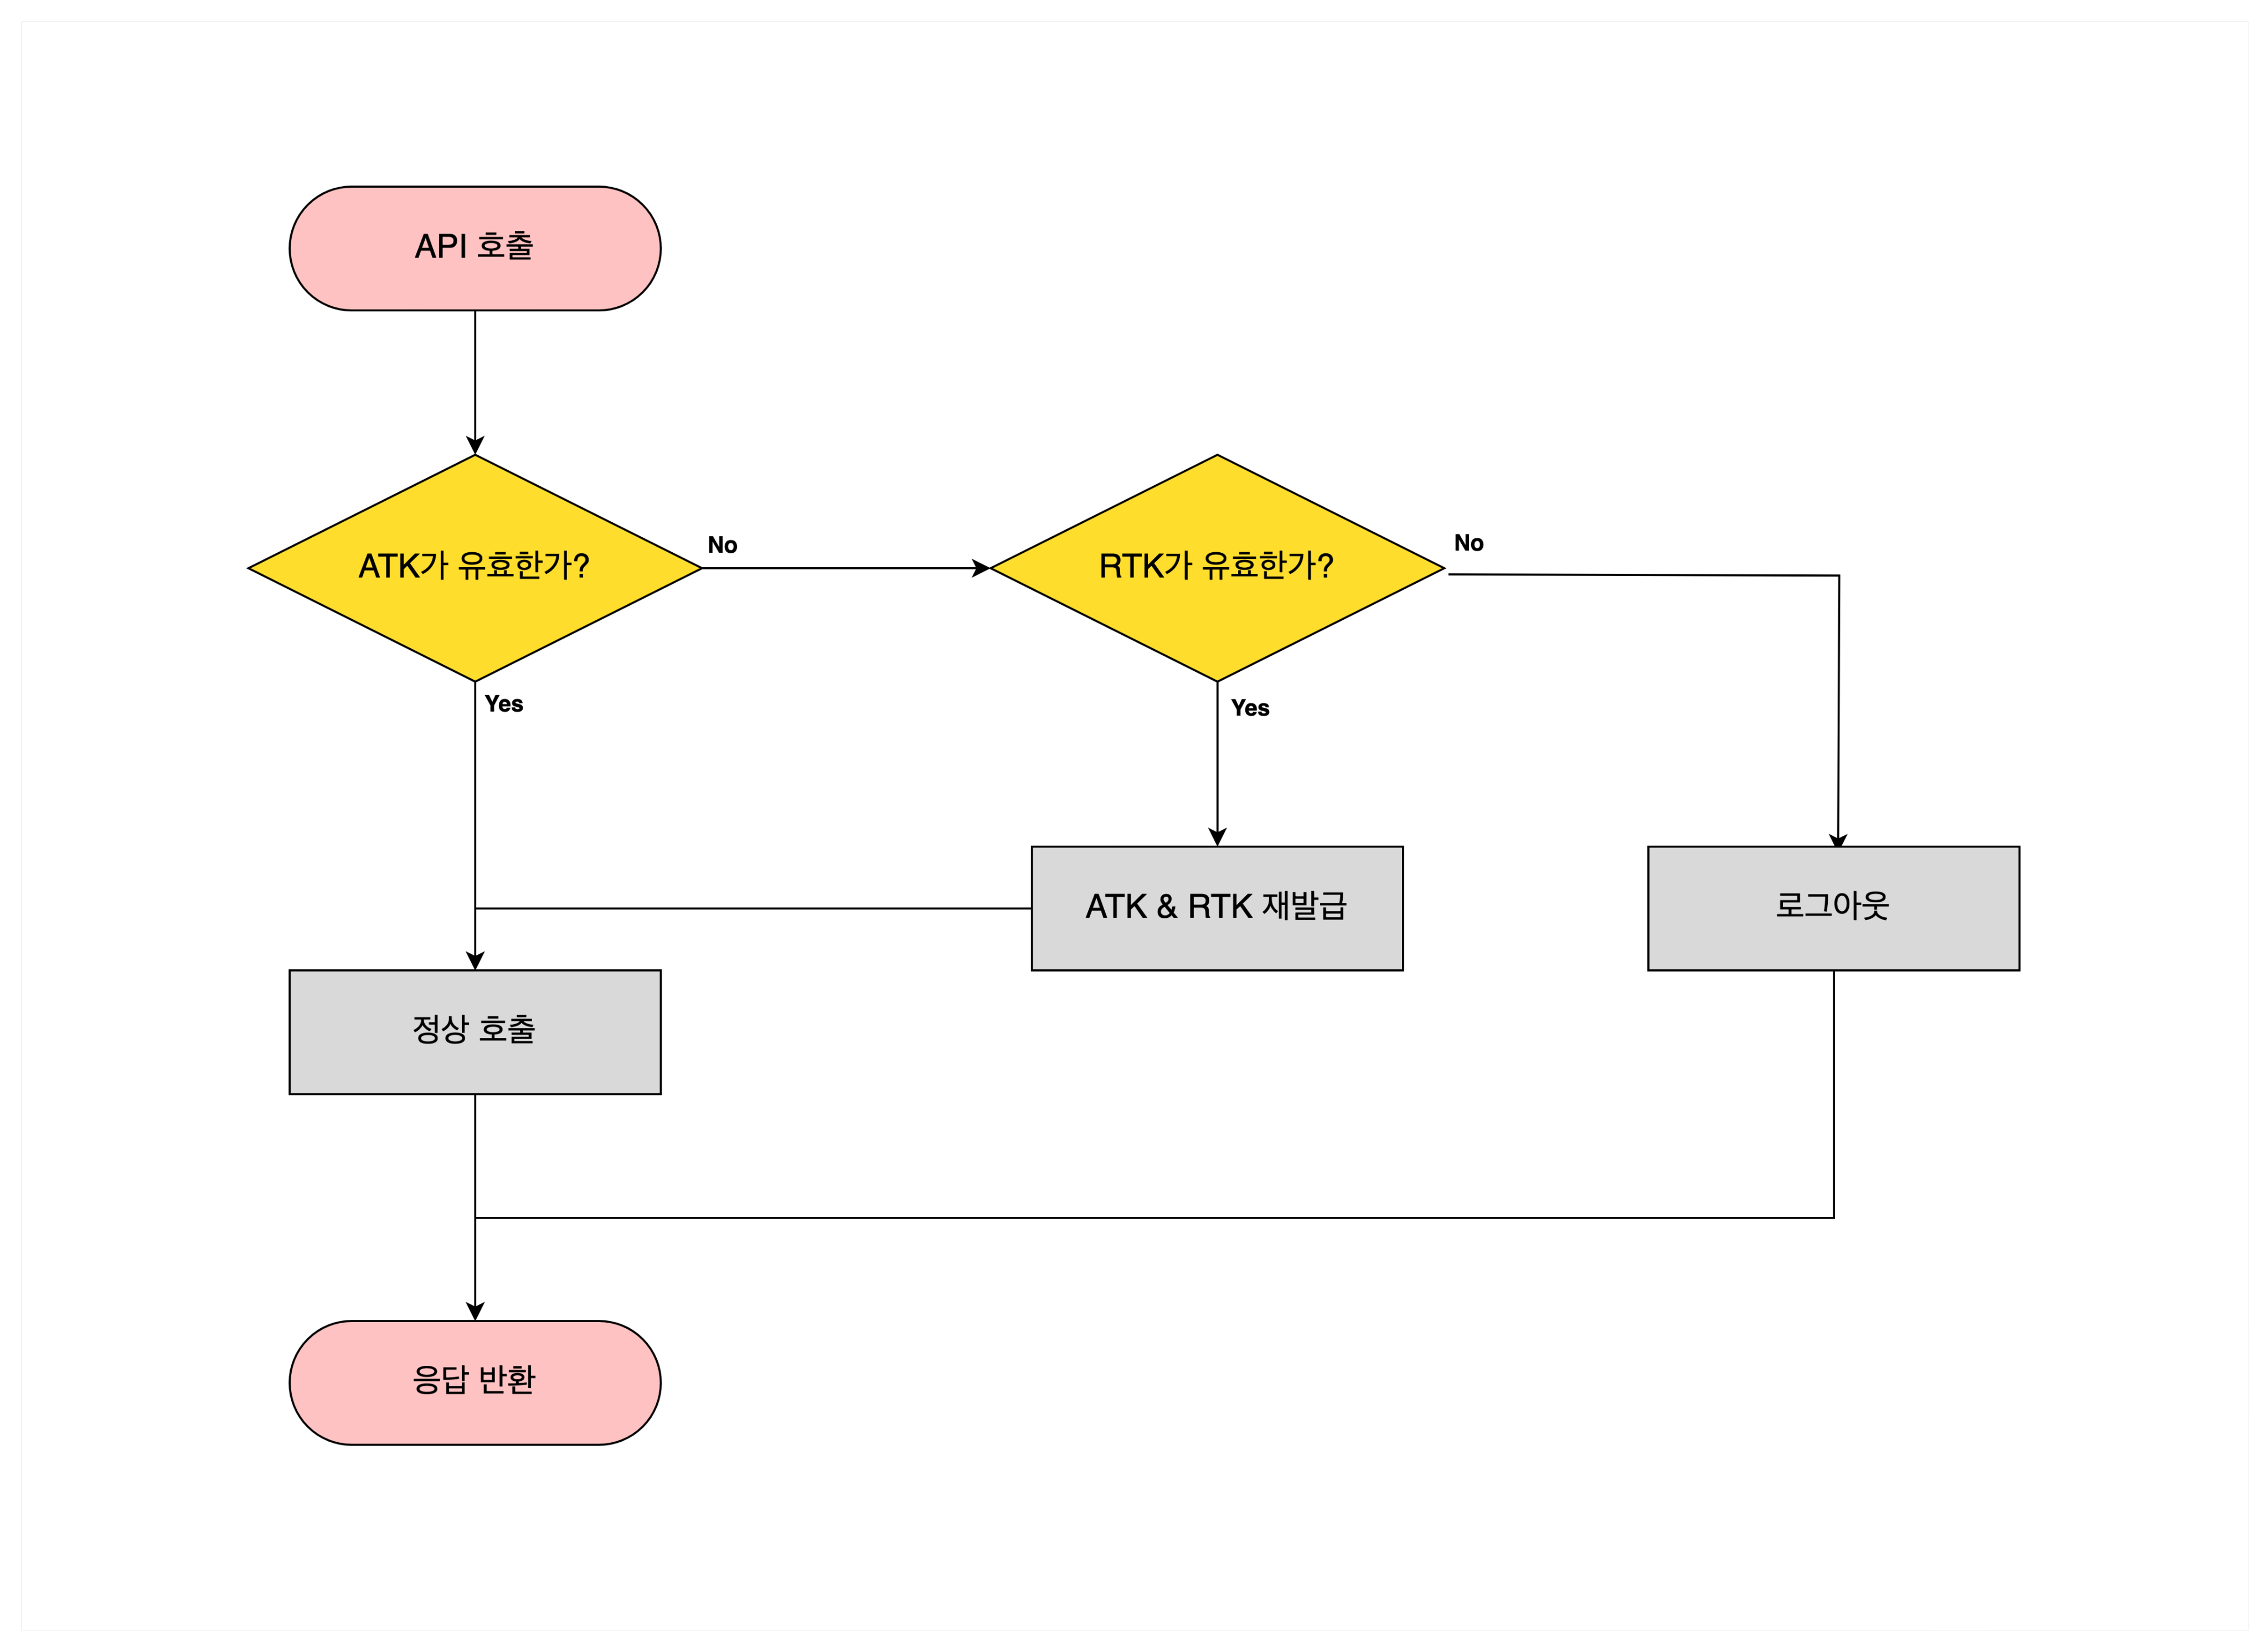 API 호출
ATK가 유효한가?
No
RTK가 유효한가?
No
Yes
Yes
ATK & RTK 재발급
로그아웃
정상 호출
응답 반환